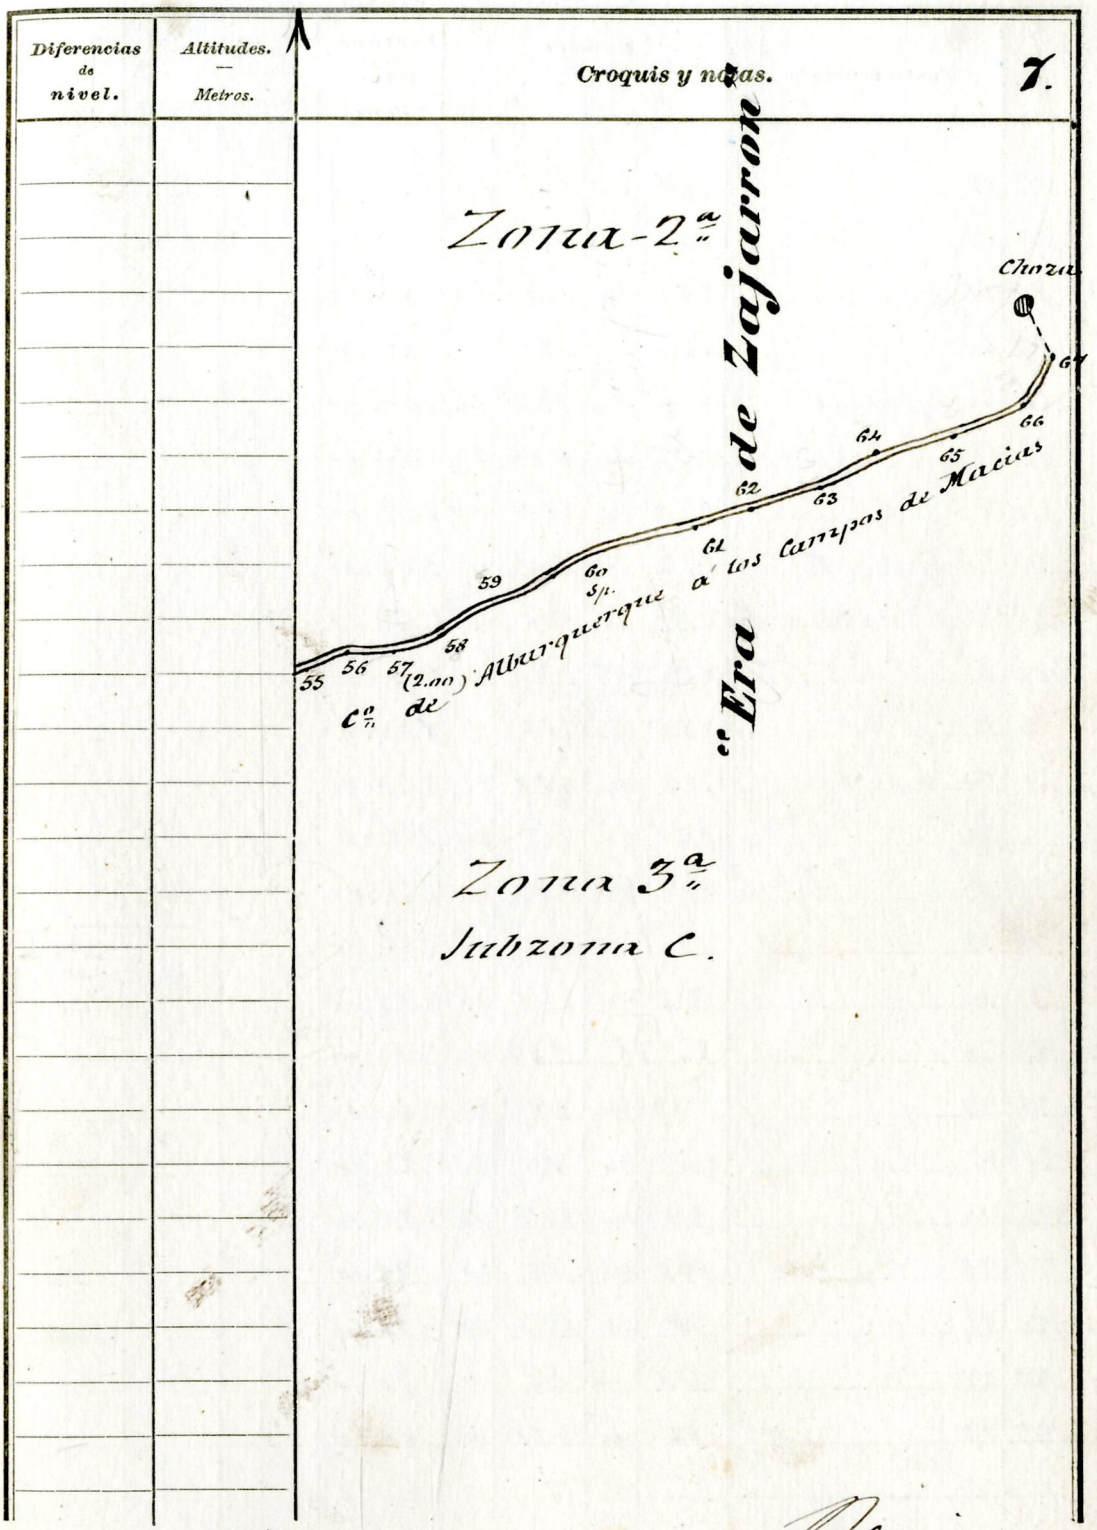 Diferencias
de
nivel.
Altitudes.
Metros.
Croquis y notas.
7.
Zona-2ª
"Era de Zajarron"
Choza
67
66
65
64
63
62
61
60
Sp.
59
58
57
56
55
Cº n (2.00) de Alburquerque á los Campos de Macias
Zona 3ª
Subzona C.